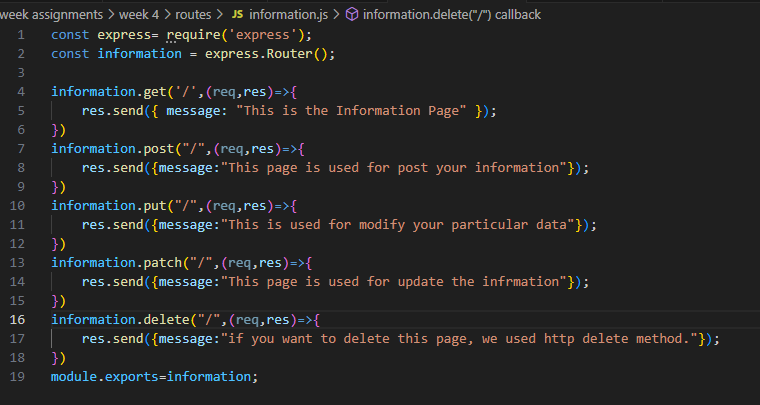 week assignments > week 4 > routes > JS information.js > information.delete("/") callback
1 const express= require('express');
2 const information = express.Router();
3
4 information.get('/',(req,res)=>{
5 res.send({ message: "This is the Information Page" });
6 })
7 information.post("/",(req,res)=>{
8 res.send({message:"This page is used for post your information"});
9 })
10 information.put("/",(req,res)=>{
11 res.send({message:"This is used for modify your particular data"});
12 })
13 information.patch("/",(req,res)=>{
14 res.send({message:"This page is used for update the infrmation"});
15 })
16 information.delete("/",(req,res)=>{
17 res.send({message:"if you want to delete this page, we used http delete method."});
18 })
19 module.exports=information;